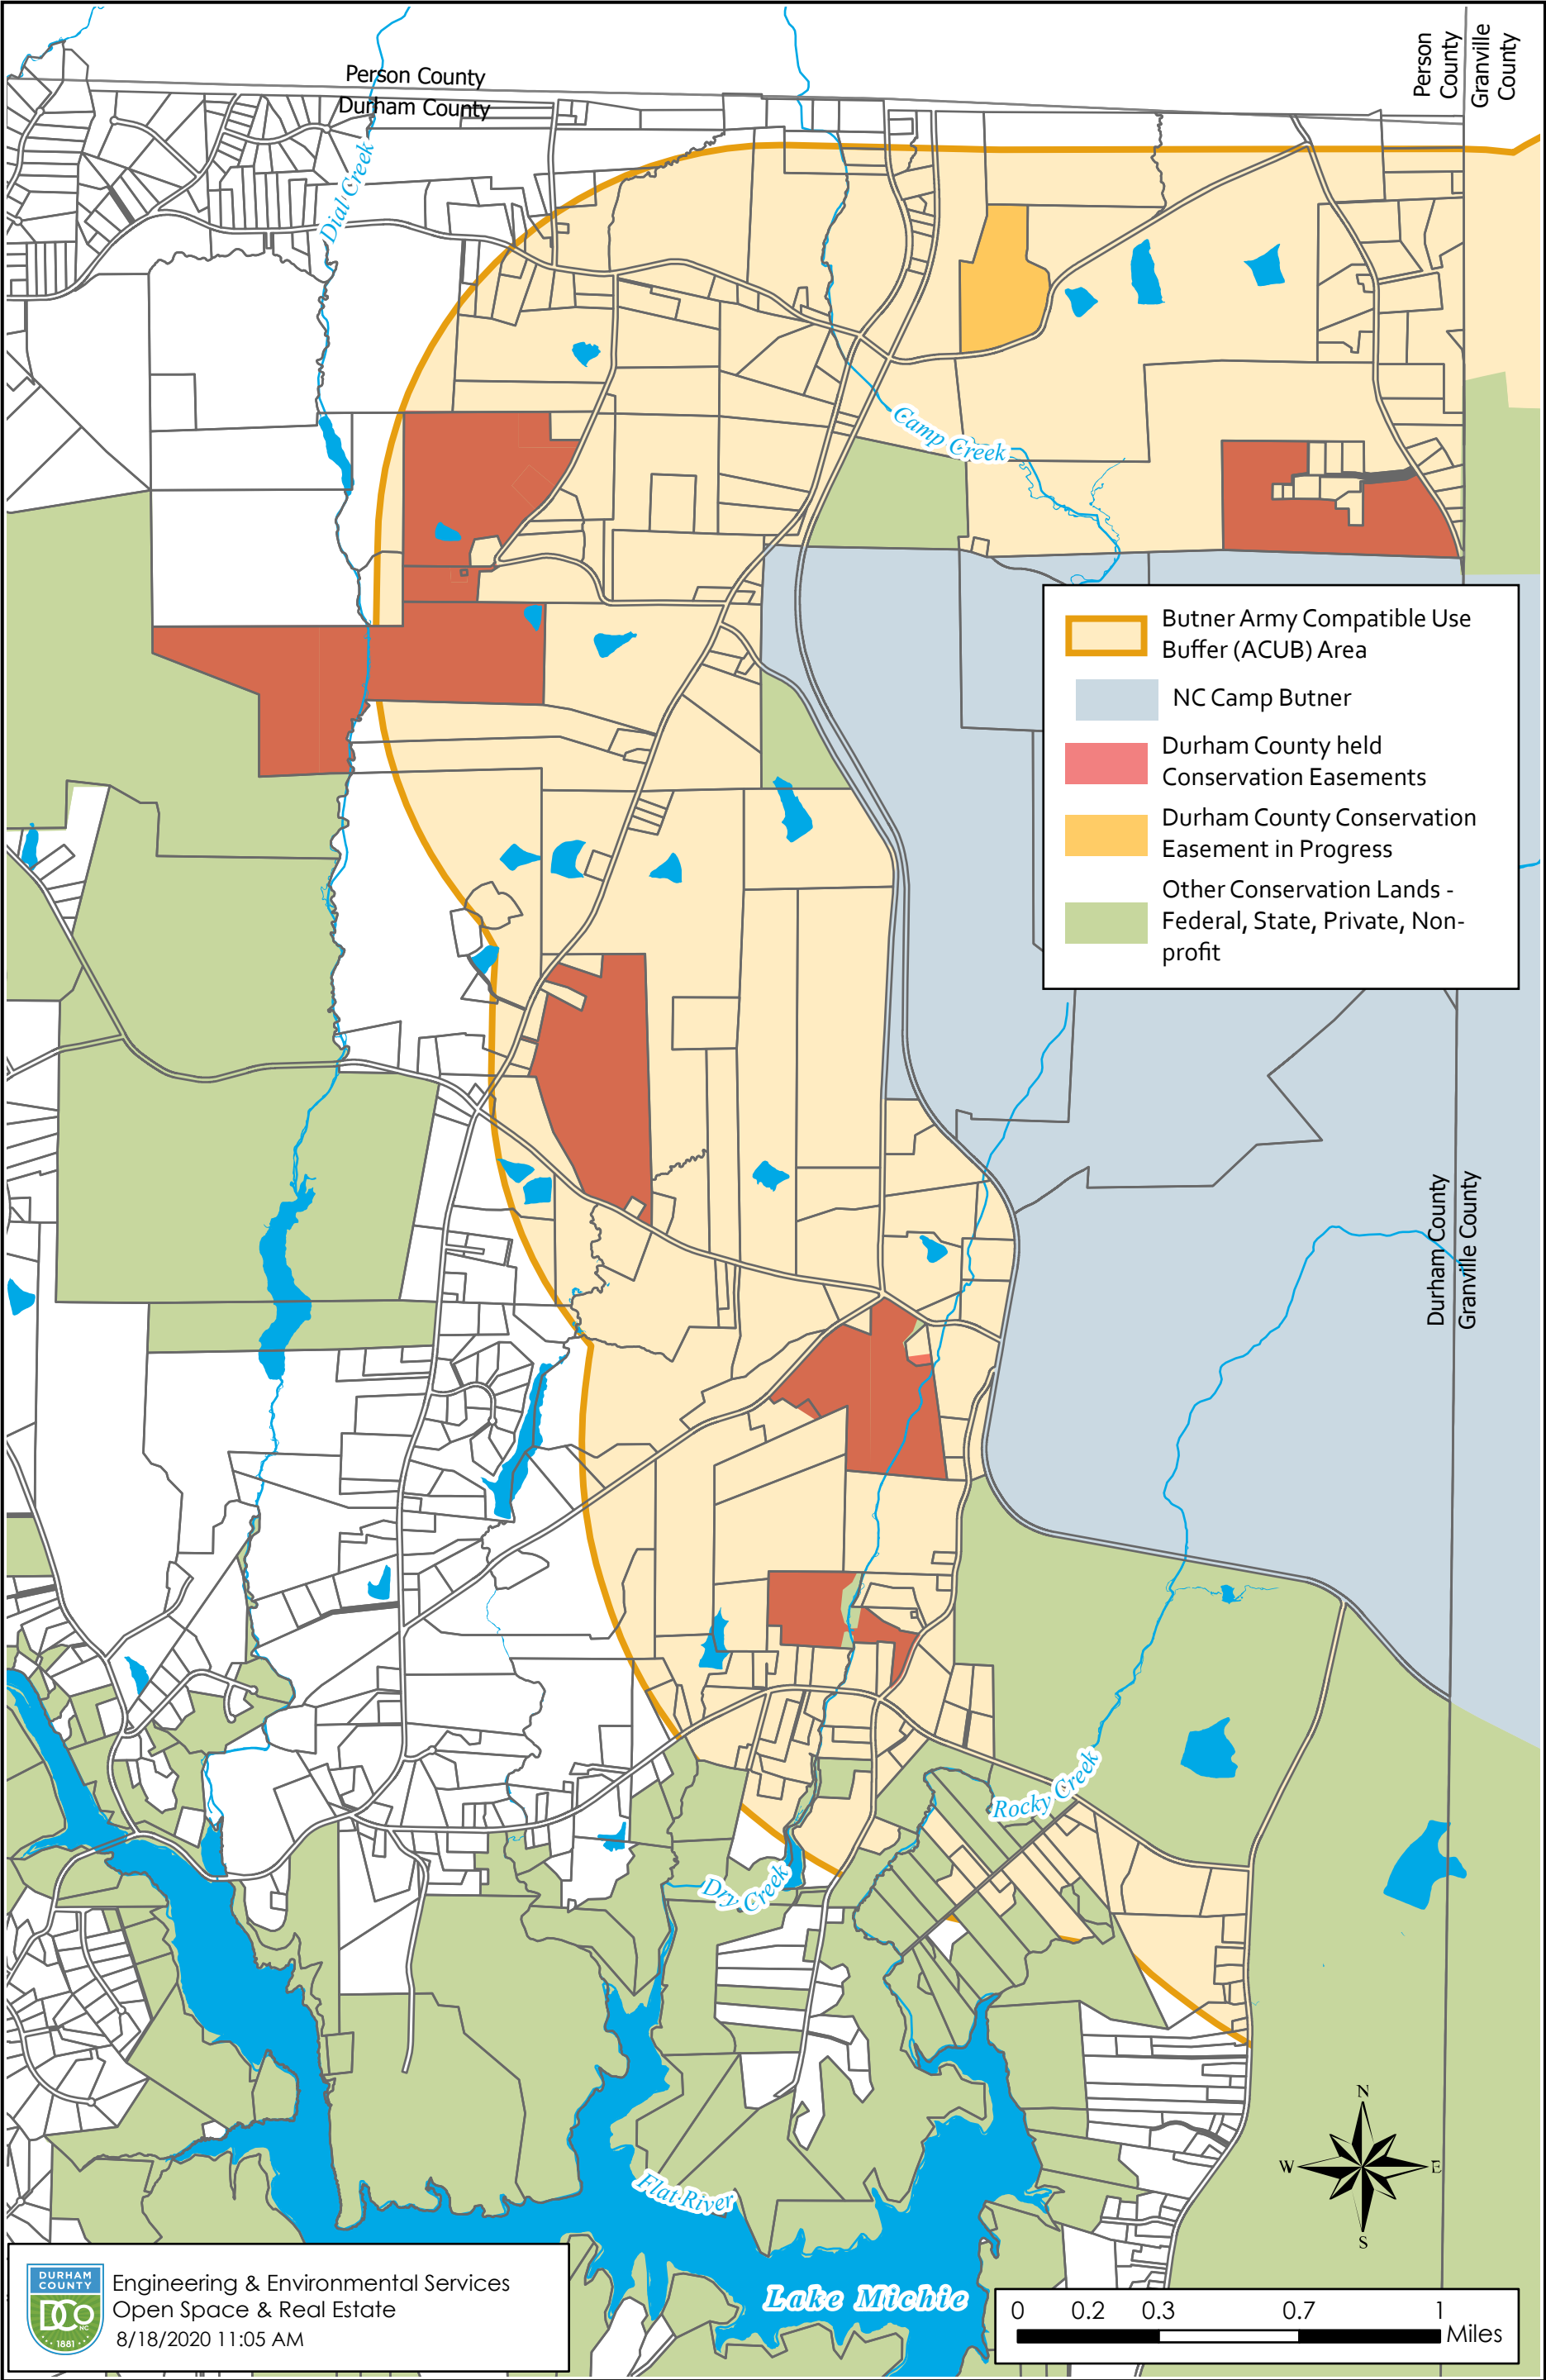 Person County
Durham County
Person
County
Granville
County
Dial Creek
Camp Creek
Butner Army Compatible Use
Buffer (ACUB) Area
NC Camp Butner
Durham County held
Conservation Easements
Durham County Conservation
Easement in Progress
Other Conservation Lands -
Federal, State, Private, Non-
profit
Durham County
Granville County
Rocky Creek
Dry Creek
Flat River
Lake Michie
N
W
E
S
DURHAM
COUNTY
DCo
NC
1881
Engineering & Environmental Services
Open Space & Real Estate
8/18/2020 11:05 AM
0 0.2 0.3 0.7 1
Miles